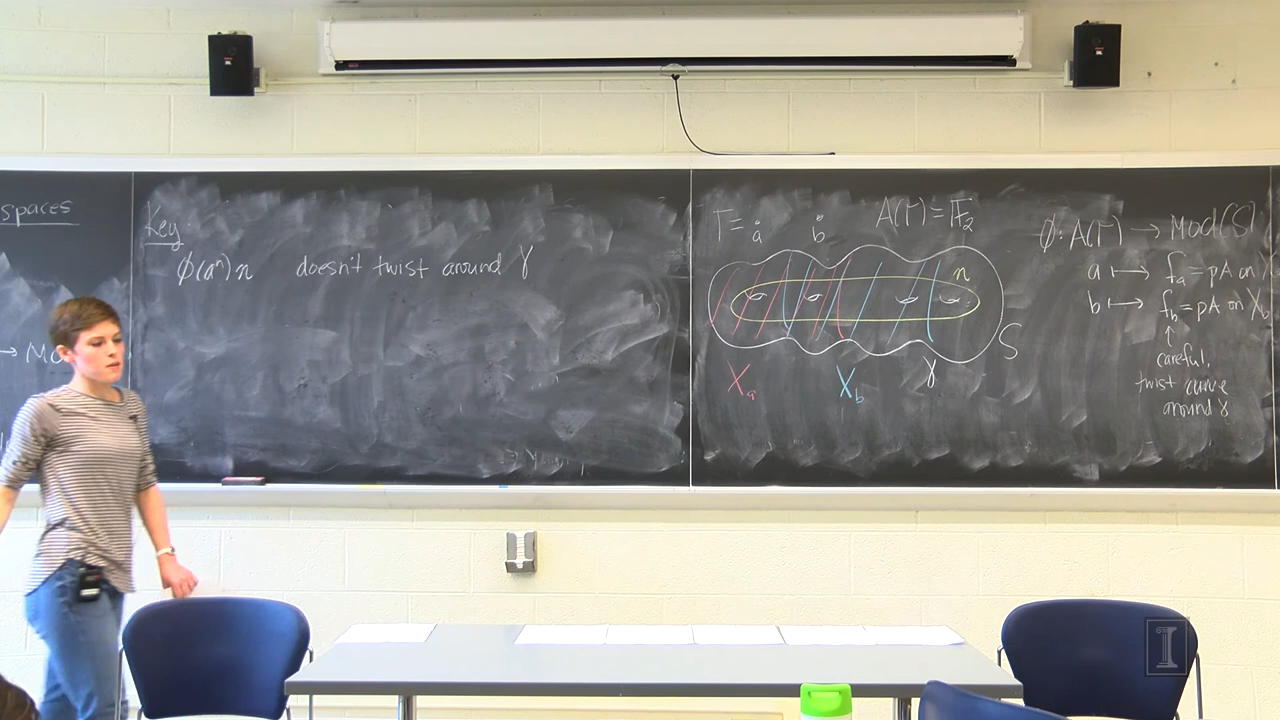 spaces
Key
ϕ(aⁿ)n doesn't twist around γ
Γ = a b A(Γ) = 𝔽₂
n
S
X_a X_b γ
ϕ: A(Γ) → Mod(S)
a ↦ f_a = pA on X
b ↦ f_b = pA on X_b
↑
careful,
twist curve
around γ
I